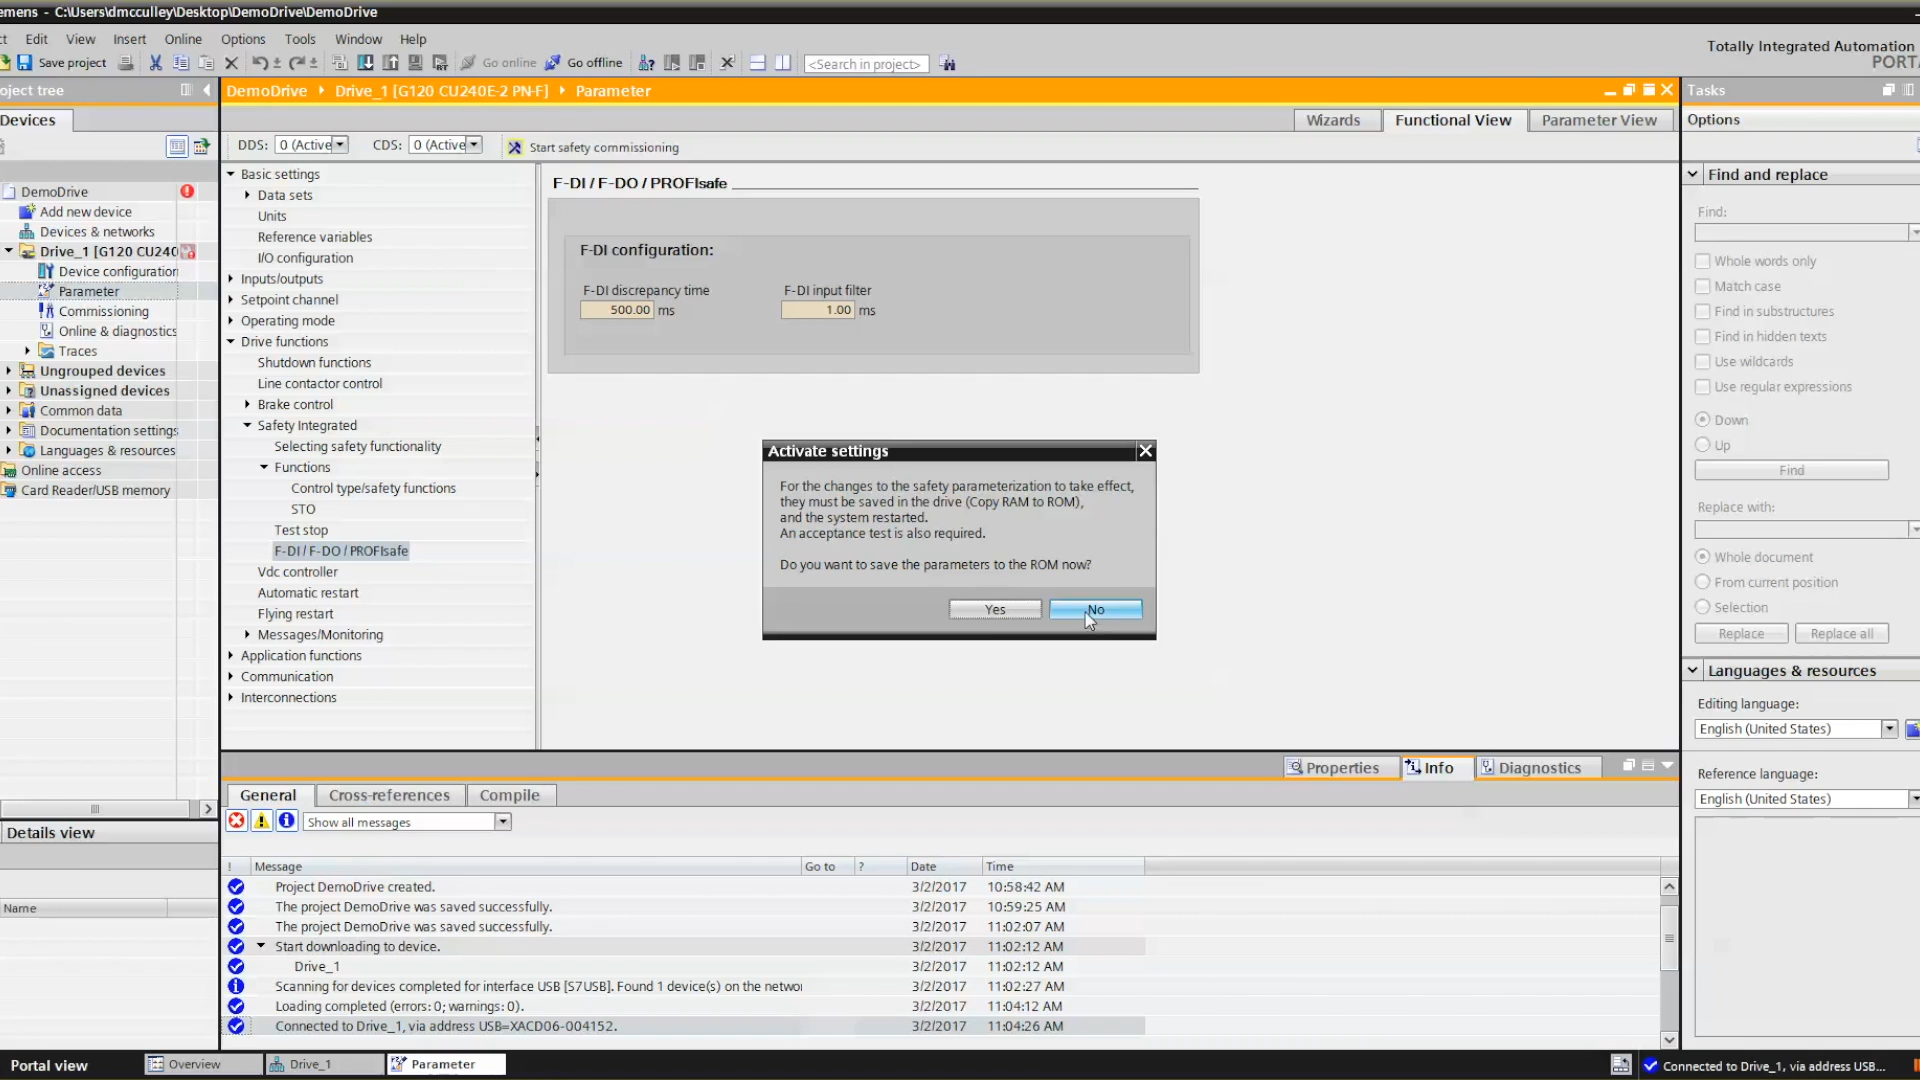 emens - C:\Users\dmcculley\Desktop\DemoDrive\DemoDrive
ct Edit View Insert Online Options Tools Window Help
Totally Integrated Automation
PORTA
Save project
Go online
Go offline
<Search in project>
oject tree
DemoDrive Drive_1 [G120 CU240E-2 PN-F] Parameter
Tasks
Devices
Wizards
Functional View
Parameter View
Options
DDS: 0 (Active
CDS: 0 (Active
Start safety commissioning
DemoDrive
Add new device
Devices & networks
Drive_1 [G120 CU240
Device configuration
Parameter
Commissioning
Online & diagnostics
Traces
Ungrouped devices
Unassigned devices
Common data
Documentation settings
Languages & resources
Online access
Card Reader/USB memory
Details view
Name
Basic settings
Data sets
Units
Reference variables
I/O configuration
Inputs/outputs
Setpoint channel
Operating mode
Drive functions
Shutdown functions
Line contactor control
Brake control
Safety Integrated
Selecting safety functionality
Functions
Control type/safety functions
STO
Test stop
F-DI / F-DO / PROFIsafe
Vdc controller
Automatic restart
Flying restart
Messages/Monitoring
Application functions
Communication
Interconnections
F-DI / F-DO / PROFIsafe
F-DI configuration:
F-DI discrepancy time
500.00 ms
F-DI input filter
1.00 ms
Activate settings
For the changes to the safety parameterization to take effect,
they must be saved in the drive (Copy RAM to ROM),
and the system restarted.
An acceptance test is also required.
Do you want to save the parameters to the ROM now?
Yes
No
Find and replace
Find:
Whole words only
Match case
Find in substructures
Find in hidden texts
Use wildcards
Use regular expressions
Down
Up
Find
Replace with:
Whole document
From current position
Selection
Replace
Replace all
Languages & resources
Editing language:
English (United States)
Reference language:
English (United States)
Properties
Info
Diagnostics
General
Cross-references
Compile
Show all messages
! Message Go to ? Date Time
Project DemoDrive created. 3/2/2017 10:58:42 AM
The project DemoDrive was saved successfully. 3/2/2017 10:59:25 AM
The project DemoDrive was saved successfully. 3/2/2017 11:02:07 AM
Start downloading to device. 3/2/2017 11:02:12 AM
Drive_1 3/2/2017 11:02:12 AM
Scanning for devices completed for interface USB [S7USB]. Found 1 device(s) on the networ 3/2/2017 11:02:27 AM
Loading completed (errors: 0; warnings: 0). 3/2/2017 11:04:12 AM
Connected to Drive_1, via address USB=XACD06-004152. 3/2/2017 11:04:26 AM
Portal view
Overview
Drive_1
Parameter
Connected to Drive_1, via address USB...